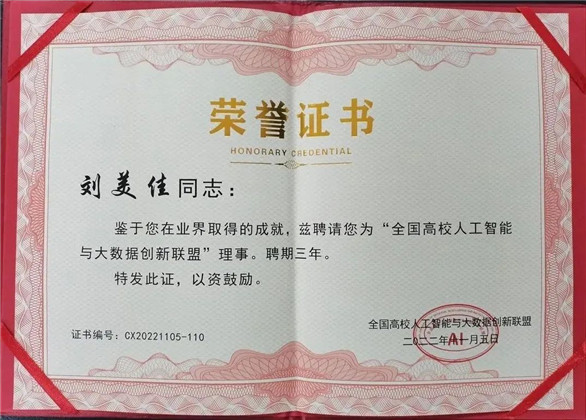 荣誉证书
HONORARY CREDENTIAL
刘美佳同志：
鉴于您在业界取得的成就，兹聘请您为“全国高校人工智能
与大数据创新联盟”理事。聘期三年。
特发此证，以资鼓励。
证书编号：CX20221105-110
全国高校人工智能与大数据创新联盟
二〇二二年十一月五日
AI